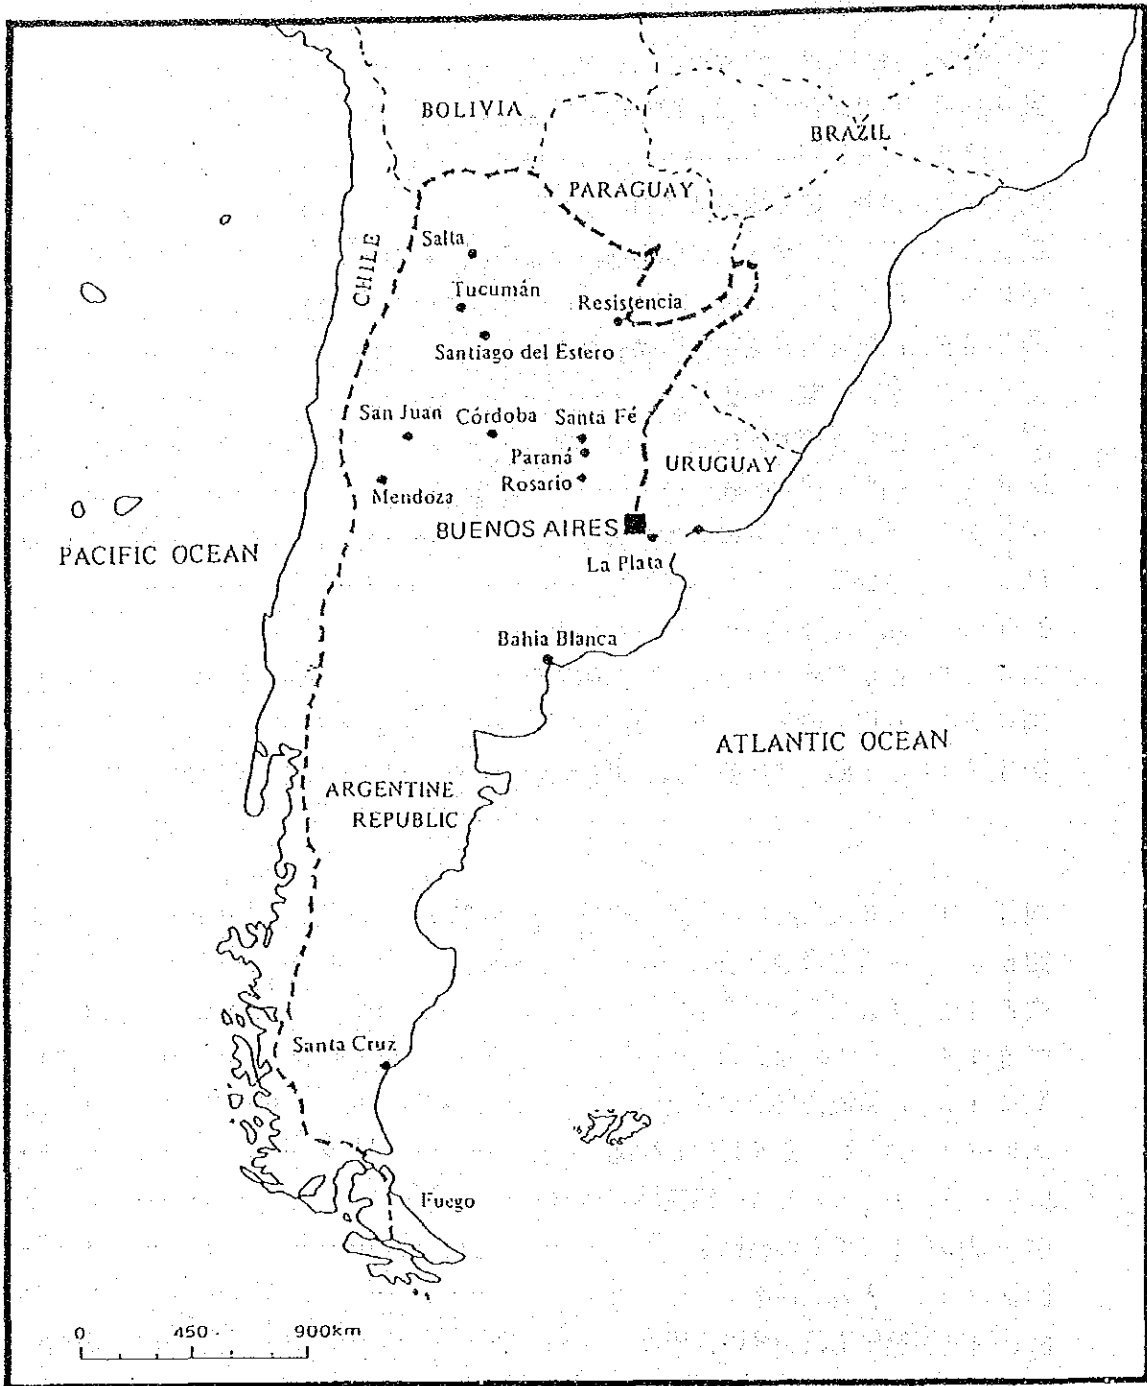 BOLIVIA
BRAZIL
PARAGUAY
CHILE
Salta
Tucumán
Resistencia
Santiago del Estero
San Juan
Córdoba
Santa Fé
Paraná
URUGUAY
Rosario
Mendoza
BUENOS AIRES
PACIFIC OCEAN
La Plata
Bahia Blanca
ATLANTIC OCEAN
ARGENTINE
REPUBLIC
Santa Cruz
Fuego
0 450 900km